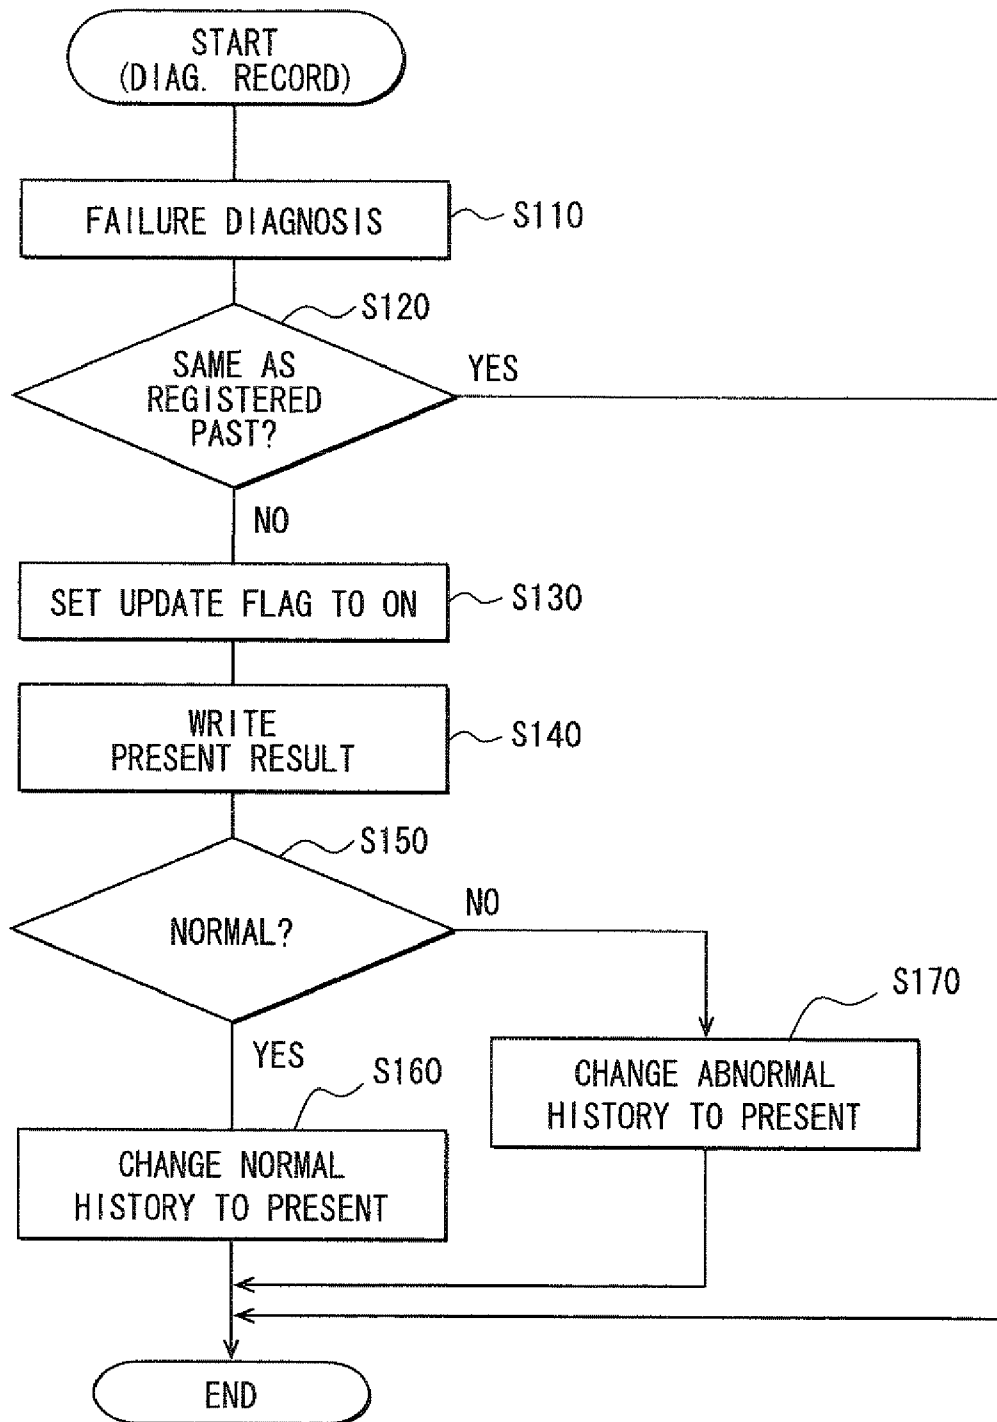 START
(DIAG. RECORD)
FAILURE DIAGNOSIS
S110
S120
SAME AS
REGISTERED
PAST?
YES
NO
SET UPDATE FLAG TO ON
S130
WRITE
PRESENT RESULT
S140
S150
NORMAL?
NO
YES
S170
CHANGE ABNORMAL
HISTORY TO PRESENT
S160
CHANGE NORMAL
HISTORY TO PRESENT
END